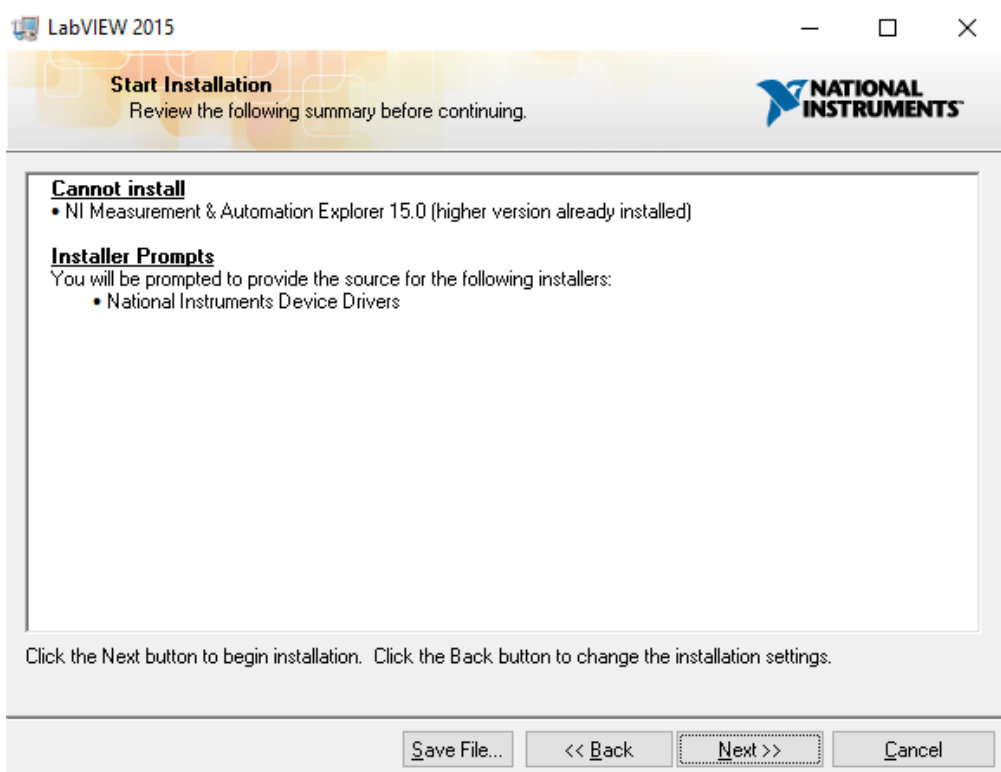 LabVIEW 2015
Start Installation
Review the following summary before continuing.
NATIONAL
INSTRUMENTS™
Cannot install
• NI Measurement & Automation Explorer 15.0 (higher version already installed)
Installer Prompts
You will be prompted to provide the source for the following installers:
• National Instruments Device Drivers
Click the Next button to begin installation.  Click the Back button to change the installation settings.
Save File...
<< Back
Next >>
Cancel